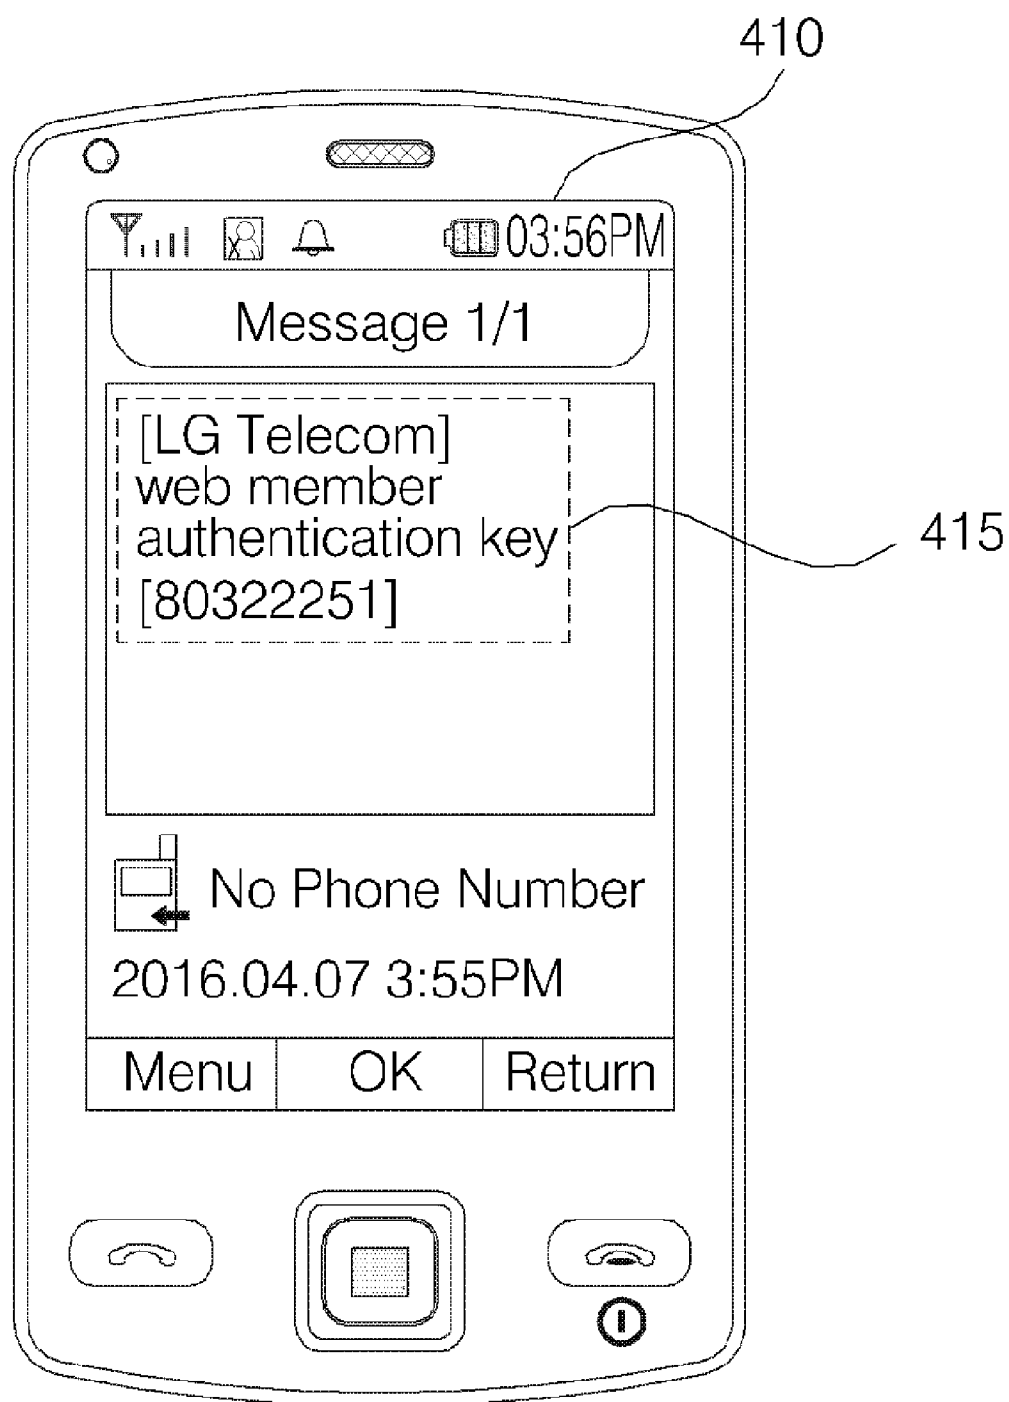 410
03:56PM
Message 1/1
[LG Telecom]
web member
authentication key
[80322251]
415
No Phone Number
2016.04.07 3:55PM
Menu OK Return